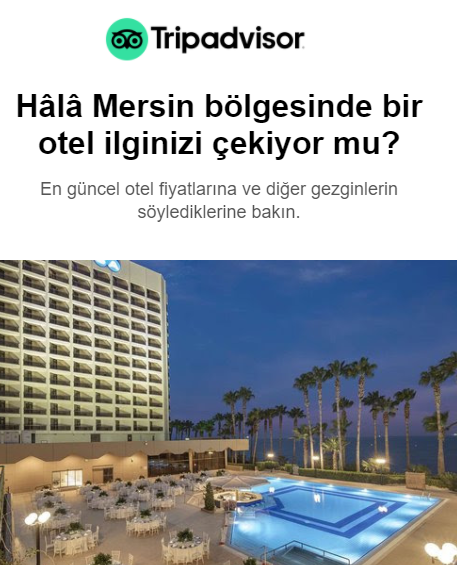 Tripadvisor
Hâlâ Mersin bölgesinde bir
otel ilginizi çekiyor mu?
En güncel otel fiyatlarına ve diğer gezginlerin
söylediklerine bakın.